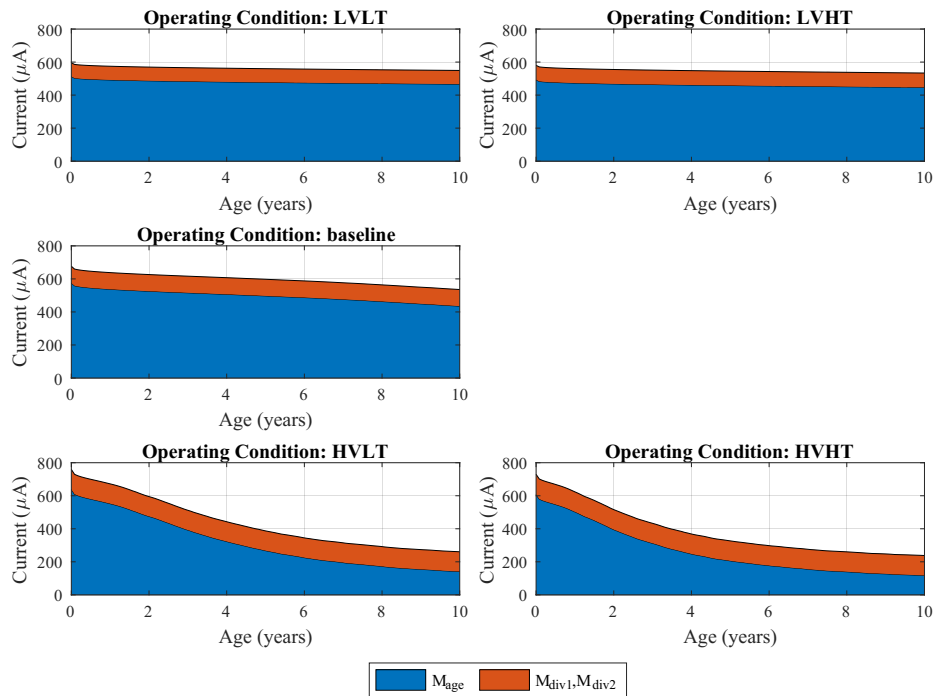 Operating Condition: LVLT
800
600
400
200
0
Current (μA)
0 2 4 6 8 10
Age (years)
Operating Condition: LVHT
800
600
400
200
0
Current (μA)
0 2 4 6 8 10
Age (years)
Operating Condition: baseline
800
600
400
200
0
Current (μA)
0 2 4 6 8 10
Age (years)
Operating Condition: HVLT
800
600
400
200
0
Current (μA)
0 2 4 6 8 10
Age (years)
Operating Condition: HVHT
800
600
400
200
0
Current (μA)
0 2 4 6 8 10
Age (years)
M_age M_div1,M_div2